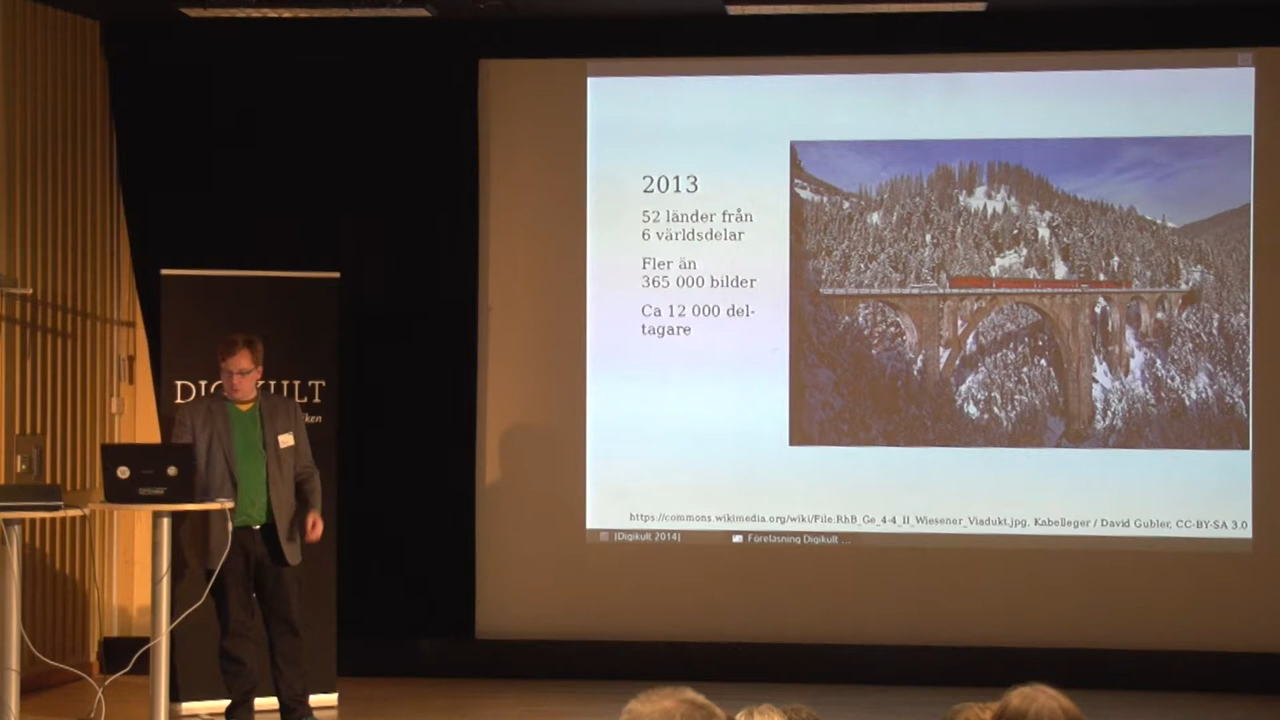 2013
52 länder från
6 världsdelar
Fler än
365 000 bilder
Ca 12 000 del-
tagare
https://commons.wikimedia.org/wiki/File:RhB_Ge_4-4_II_Wiesener_Viadukt.jpg, Kabelleger / David Gubler, CC-BY-SA 3.0
[Digikult 2014]
Föreläsning Digikult ...